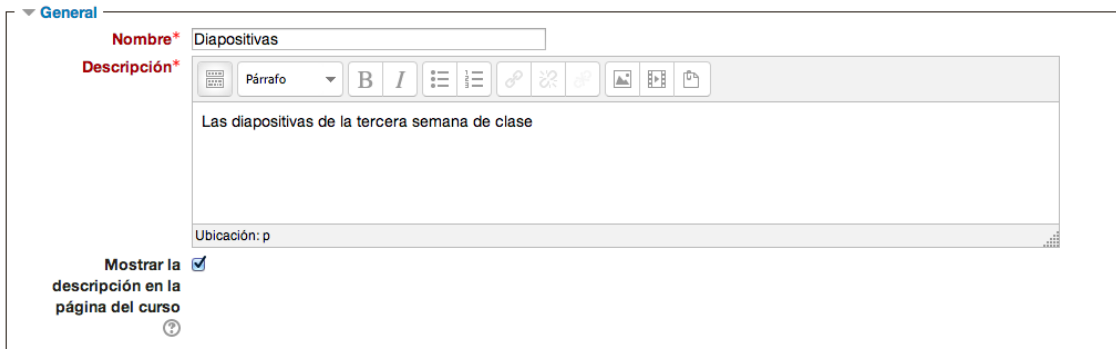 General
Nombre* Diapositivas
Descripción*
Párrafo B I
Las diapositivas de la tercera semana de clase
Ubicación: p
Mostrar la
descripción en la
página del curso
?